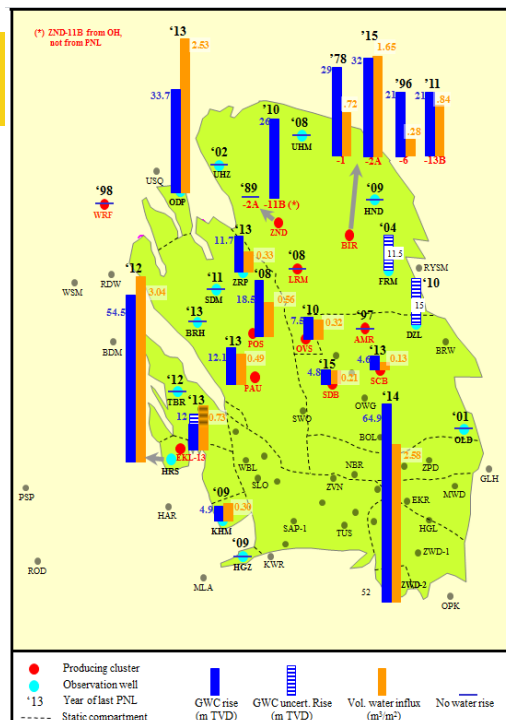 (*) ZND-11B from OH,
not from PNL
'13
2.53
33.7
ODP
'78
29
.72
-1
'15
32
1.65
-2A
'96
21
.28
-6
'11
21
.84
-13B
'10
26
-11B (*)
'08
UHM
'02
UHZ
USQ
'89
-2A
ZND
'98
WRF
'09
HND
BIR
'04
11.5
FRM
RYSM
'13
11.7
0.33
ZRP
'08
LRM
'10
15
DZL
'12
3.04
54.5
HRS
WSM
RDW
'11
SDM
'08
18.5
0.56
POS
'13
BRH
'10
7.5
0.32
OVS
'97
AMR
BRW
BDM
'13
12.1
0.49
PAU
'15
4.8
0.21
SDB
'13
4.6
0.13
SCB
'12
TBR
'13
12
0.73
EKL-13
SWO
OWG
'14
64.9
2.58
52
BOL
'01
OLD
WBL
SLO
NBR
ZVN
ZPD
GLH
MWD
PSP
HAR
'09
4.9
0.30
KHM
SAP-1
TUS
EKR
HGL
'09
HGZ
KWR
ZWD-1
ROD
MLA
ZWD-2
OPK
Producing cluster
Observation well
'13 Year of last PNL
Static compartment
GWC rise
(m TVD)
GWC uncert. Rise
(m TVD)
Vol. water influx
(m³/m²)
No water rise